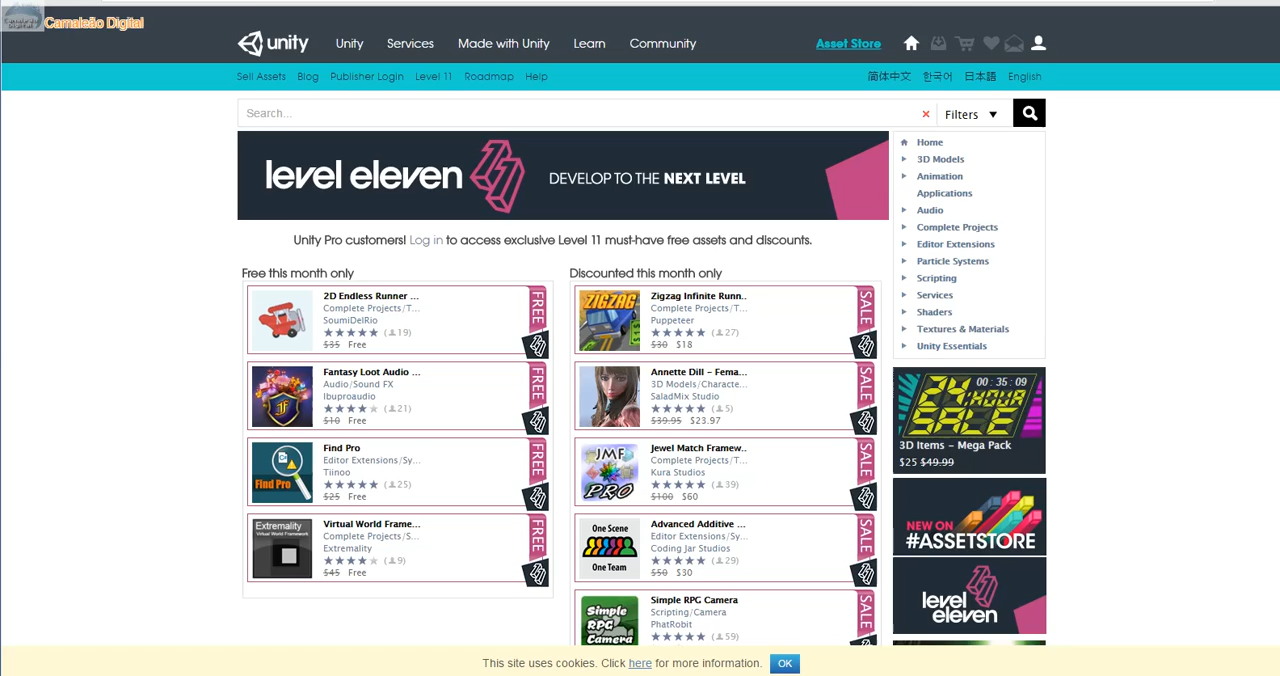 Camaleão Digital
unity
Unity Services Made with Unity Learn Community
Asset Store
Sell Assets Blog Publisher Login Level 11 Roadmap Help
简体中文 한국어 日本語 English
Search...
Filters
level eleven
DEVELOP TO THE NEXT LEVEL
Unity Pro customers! Log in to access exclusive Level 11 must-have free assets and discounts.
Free this month only
2D Endless Runner ...
Complete Projects/T...
SoumiDelRio
(19)
$35 Free
FREE
Fantasy Loot Audio ...
Audio/Sound FX
Ibuproaudio
(21)
$10 Free
FREE
Find Pro
Find Pro
Editor Extensions/Sy...
Tiinoo
(25)
$25 Free
FREE
Extremality
Virtual World Framework
Virtual World Frame...
Complete Projects/S...
Extremality
(9)
$45 Free
FREE
Discounted this month only
ZIGZAG
Zigzag Infinite Runn..
Complete Projects/T...
Puppeteer
(27)
$30 $18
SALE
Annette Dill - Fema...
3D Models/Characte...
SaladMix Studio
(5)
$39.95 $23.97
SALE
JMF
PRO
Jewel Match Framew..
Complete Projects/T...
Kura Studios
(39)
$100 $60
SALE
One Scene
One Team
Advanced Additive ...
Editor Extensions/Sy...
Coding Jar Studios
(29)
$50 $30
SALE
Simple
RPG
Camera
Simple RPG Camera
Scripting/Camera
PhatRobit
(59)
SALE
Home
3D Models
Animation
Applications
Audio
Complete Projects
Editor Extensions
Particle Systems
Scripting
Services
Shaders
Textures & Materials
Unity Essentials
00 : 35 : 09
24 HOUR
SALE
3D Items - Mega Pack
$25 $49.99
NEW ON
#ASSETSTORE
level
eleven
This site uses cookies. Click here for more information. OK